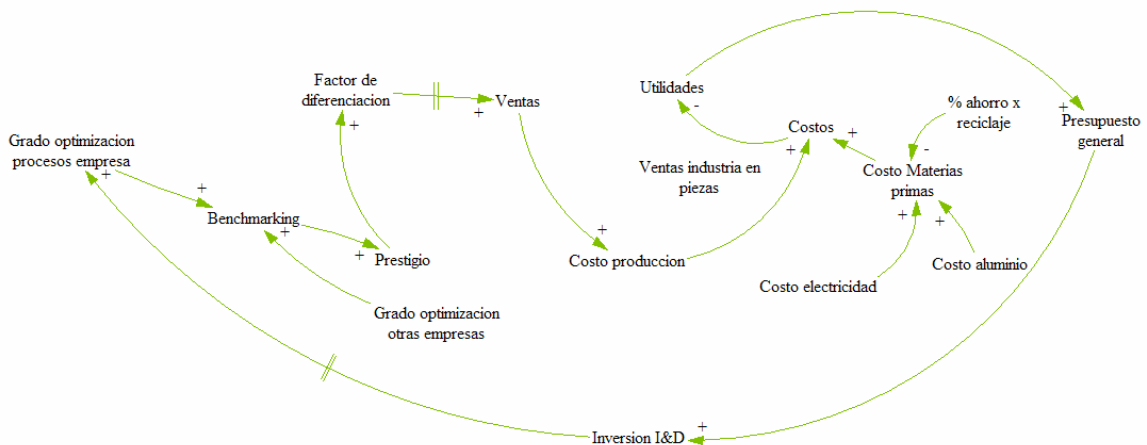 Factor de
diferenciacion
Ventas
Utilidades
% ahorro x
reciclaje
Presupuesto
general
Grado optimizacion
procesos empresa
Costos
Ventas industria en
piezas
Costo Materias
primas
Benchmarking
Prestigio
Costo produccion
Costo aluminio
Costo electricidad
Grado optimizacion
otras empresas
Inversion I&D